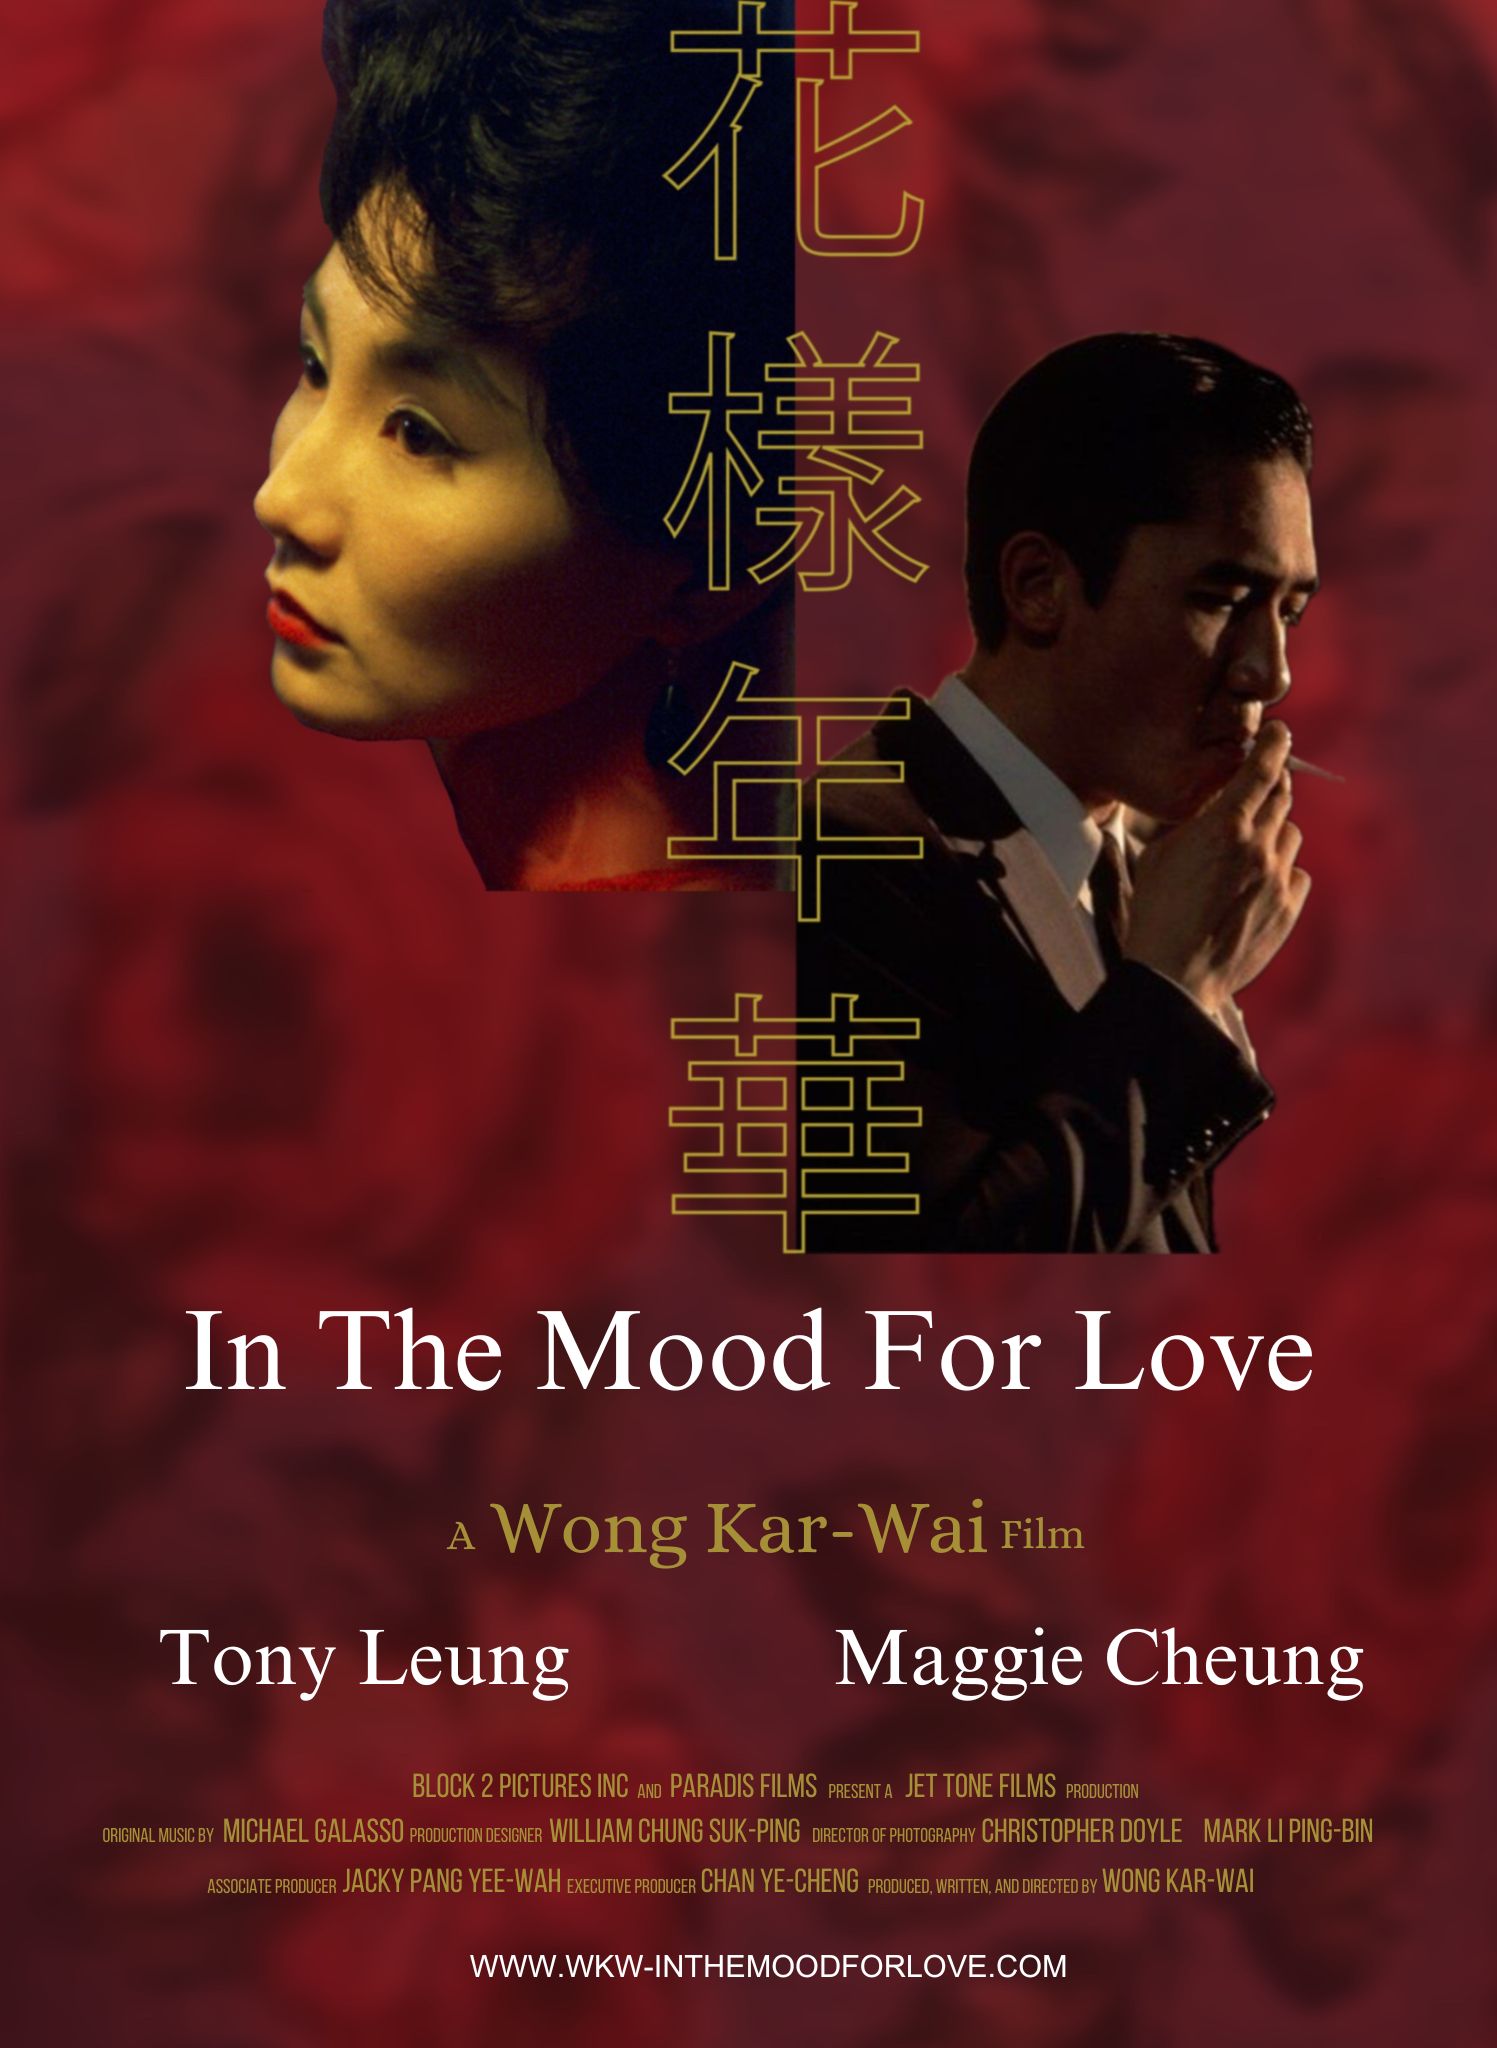 花樣年華
In The Mood For Love
A Wong Kar-Wai Film
Tony Leung Maggie Cheung
BLOCK 2 PICTURES INC AND PARADIS FILMS PRESENT A JET TONE FILMS PRODUCTION
ORIGINAL MUSIC BY MICHAEL GALASSO PRODUCTION DESIGNER WILLIAM CHUNG SUK-PING DIRECTOR OF PHOTOGRAPHY CHRISTOPHER DOYLE MARK LI PING-BIN
ASSOCIATE PRODUCER JACKY PANG YEE-WAH EXECUTIVE PRODUCER CHAN YE-CHENG PRODUCED, WRITTEN, AND DIRECTED BY WONG KAR-WAI
WWW.WKW-INTHEMOODFORLOVE.COM